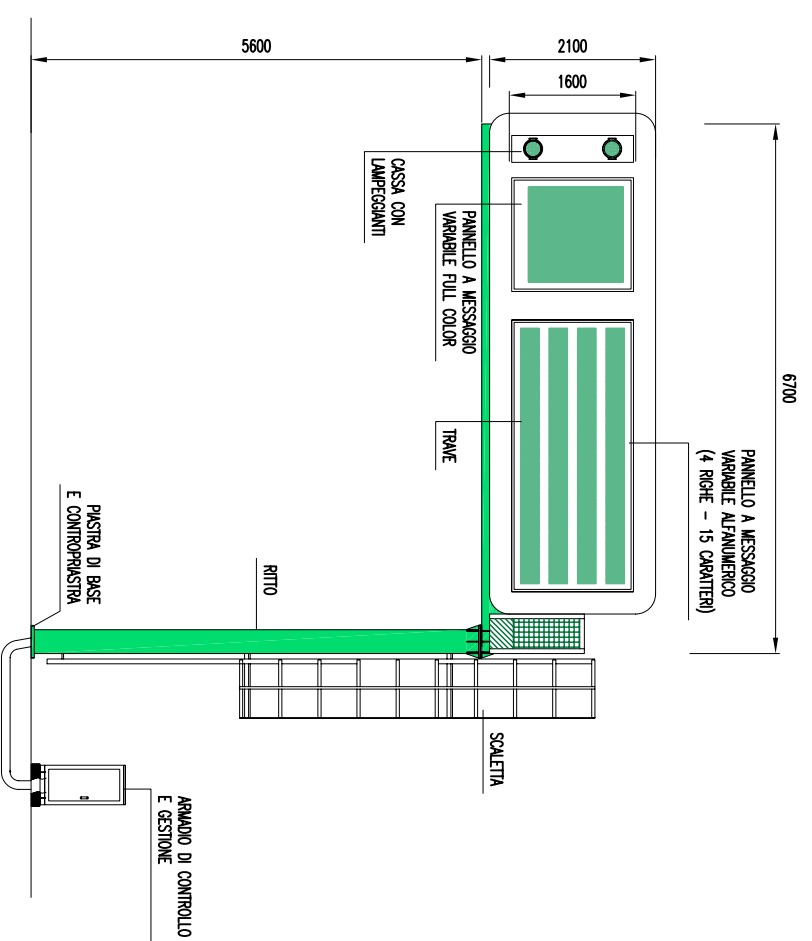 5600
2100
1600
6700
CASSA CON
LAMPEGGIANTI
PANNELLO A MESSAGGIO
VARIABILE FULL COLOR
TRAVE
PANNELLO A MESSAGGIO
VARIABILE ALFANUMERICO
(4 RIGHE - 15 CARATTERI)
PIASTRA DI BASE
E CONTROPRIASTRA
RITTO
SCALETTA
ARMADIO DI CONTROLLO
E GESTIONE